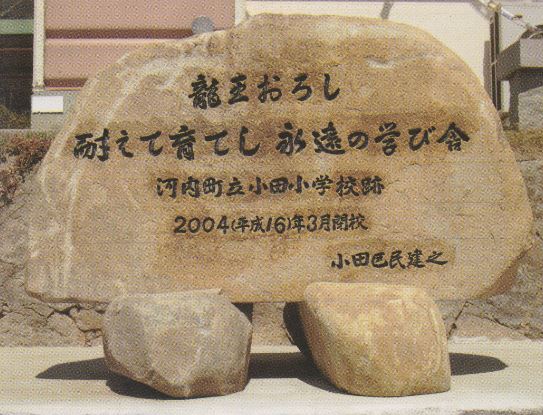 龍王おろし
耐えて育てし 永遠の学び舎
河内町立小田小学校跡
2004(平成16)年3月閉校
小田邑民建之